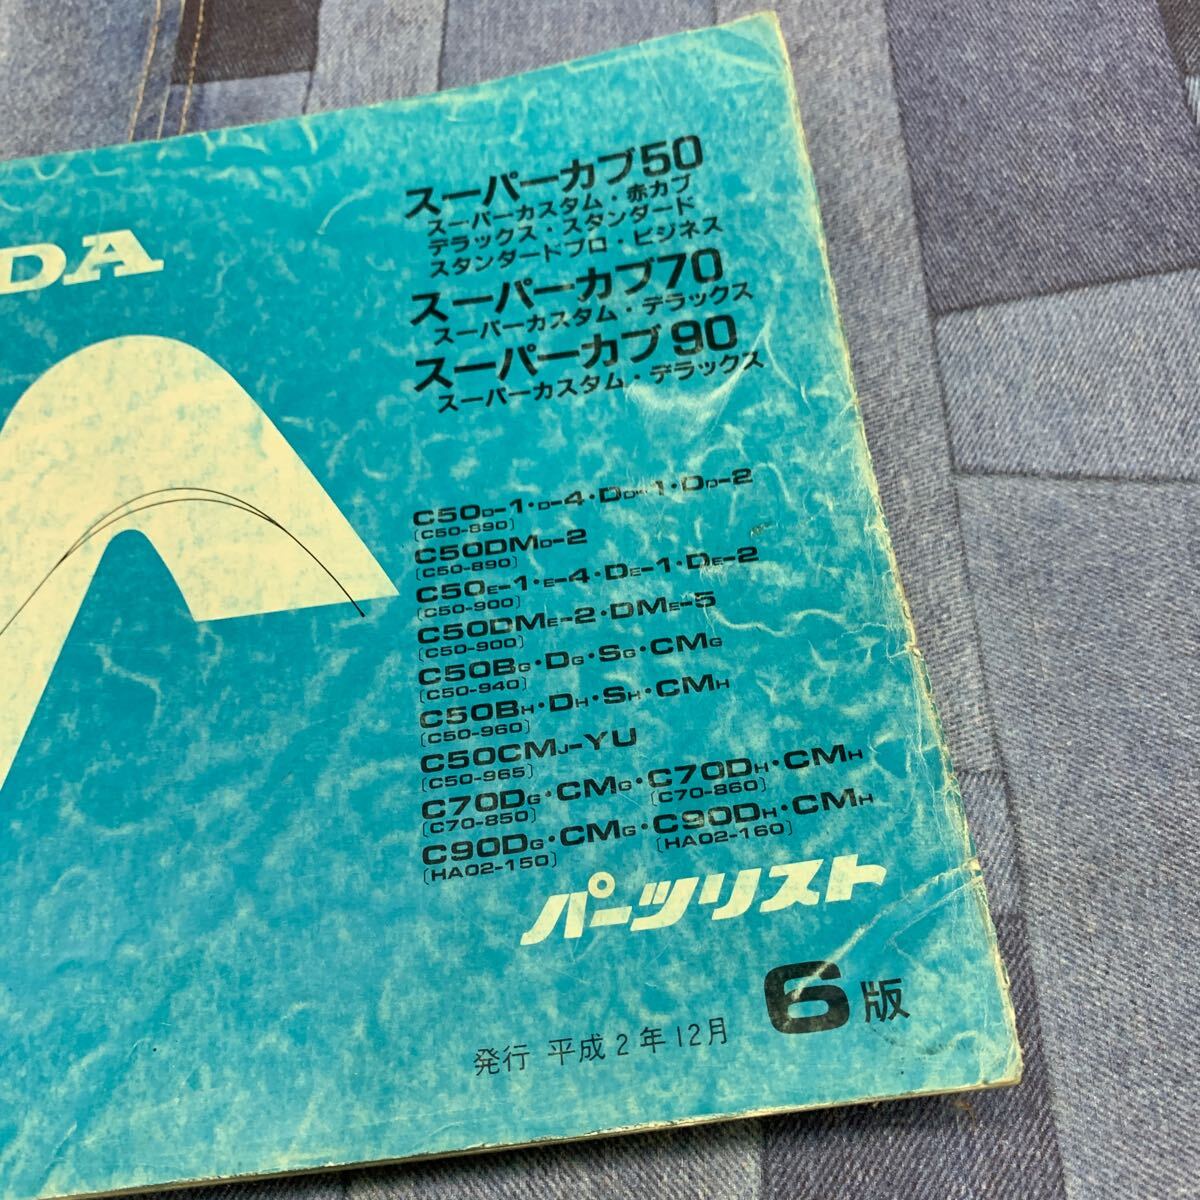 DA
スーパーカブ50
スーパーカスタム・赤カブ
デラックス・スタンダード
スタンダードプロ・ビジネス
スーパーカブ70
スーパーカスタム・デラックス
スーパーカブ90
スーパーカスタム・デラックス
C50D-1・D-4・DD-1・DD-2
〔C50-890〕
C50DMD-2
〔C50-890〕
C50E-1・E-4・DE-1・DE-2
〔C50-900〕
C50DME-2・DME-5
〔C50-900〕
C50BG・DG・SG・CMG
〔C50-940〕
C50BH・DH・SH・CMH
〔C50-960〕
C50CMJ-YU
〔C50-965〕
C70DG・CMG・C70DH・CMH
〔C70-850〕 〔C70-860〕
C90DG・CMG・C90DH・CMH
〔HA02-150〕 〔HA02-160〕
パーツリスト
6版
発行 平成2年12月